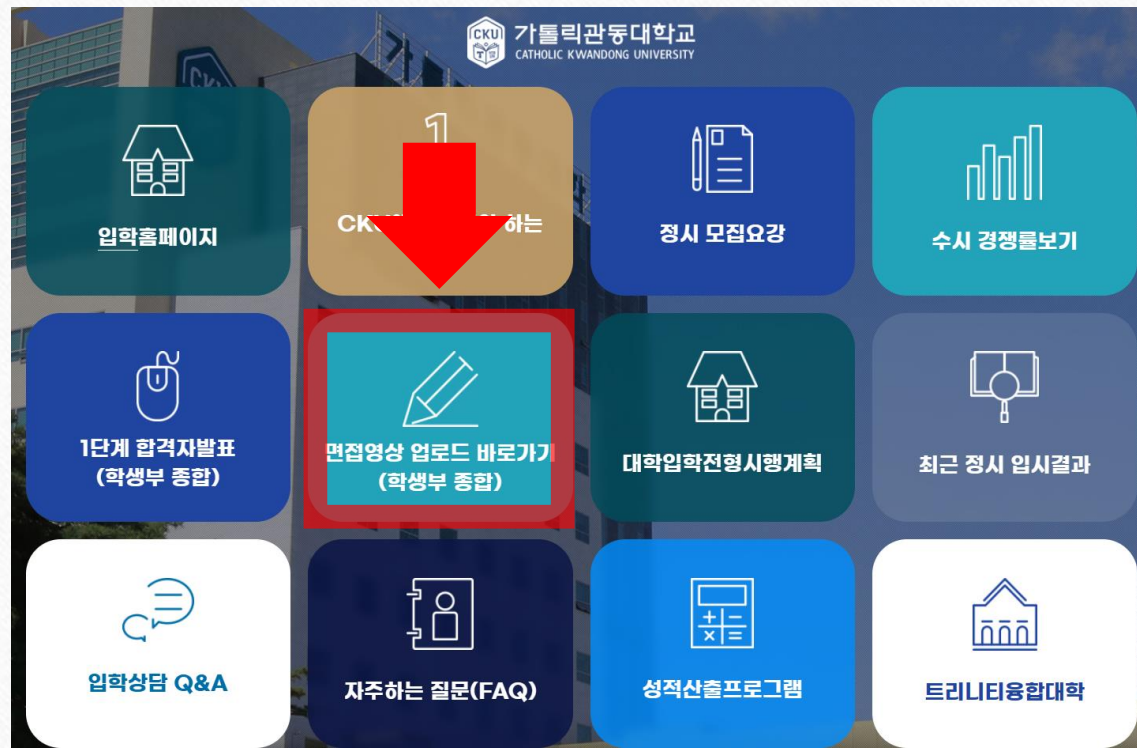 CKU
가톨릭관동대학교
CATHOLIC KWANDONG UNIVERSITY
입학홈페이지
1
하는
정시 모집요강
수시 경쟁률보기
1단계 합격자발표
(학생부 종합)
면접영상 업로드 바로가기
(학생부 종합)
대학입학전형시행계획
최근 정시 입시결과
입학상담 Q&A
자주하는 질문(FAQ)
성적산출프로그램
트리니티융합대학